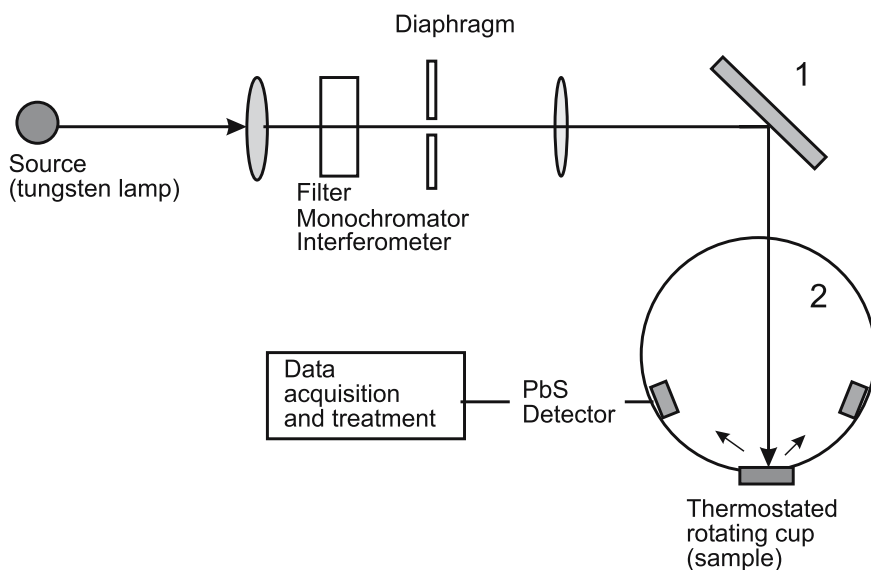 Diaphragm
1
Source
(tungsten lamp)
Filter
Monochromator
Interferometer
2
Data
acquisition
and treatment
PbS
Detector
Thermostated
rotating cup
(sample)